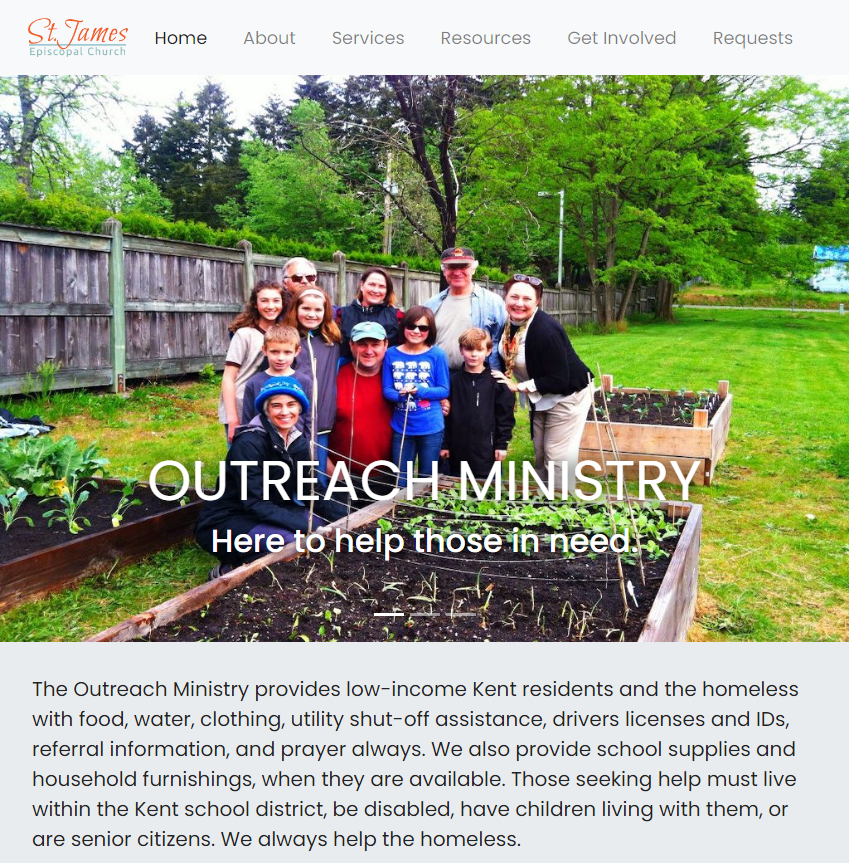 St. James
Episcopal Church
Home About Services Resources Get Involved Requests
OUTREACH MINISTRY
Here to help those in need.
The Outreach Ministry provides low-income Kent residents and the homeless
with food, water, clothing, utility shut-off assistance, drivers licenses and IDs,
referral information, and prayer always. We also provide school supplies and
household furnishings, when they are available. Those seeking help must live
within the Kent school district, be disabled, have children living with them, or
are senior citizens. We always help the homeless.